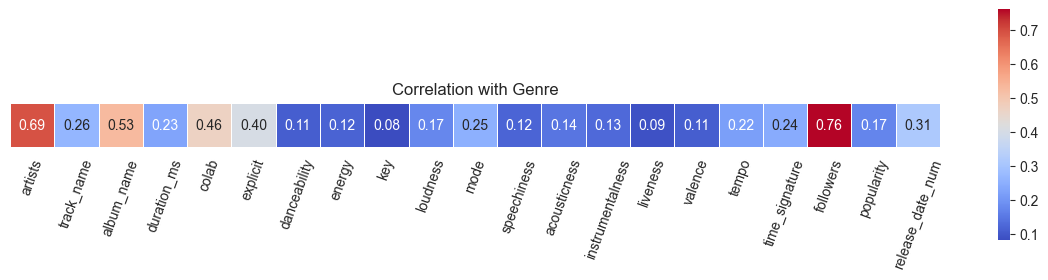 Correlation with Genre
0.69 0.26 0.53 0.23 0.46 0.40 0.11 0.12 0.08 0.17 0.25 0.12 0.14 0.13 0.09 0.11 0.22 0.24 0.76 0.17 0.31
artists
track_name
album_name
duration_ms
colab
explicit
danceability
energy
key
loudness
mode
speechiness
acousticness
instrumentalness
liveness
valence
tempo
time_signature
followers
popularity
release_date_num
0.7
0.6
0.5
0.4
0.3
0.2
0.1